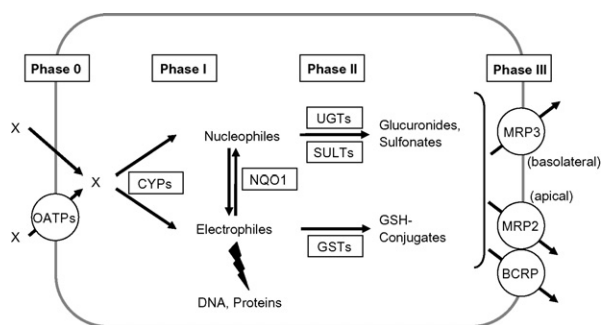 Phase 0
Phase I
Phase II
Phase III
X
OATPs
X
X
CYPs
Nucleophiles
NQO1
Electrophiles
DNA, Proteins
UGTs
SULTs
Glucuronides,
Sulfonates
GSTs
GSH-
Conjugates
MRP3
(basolateral)
(apical)
MRP2
BCRP